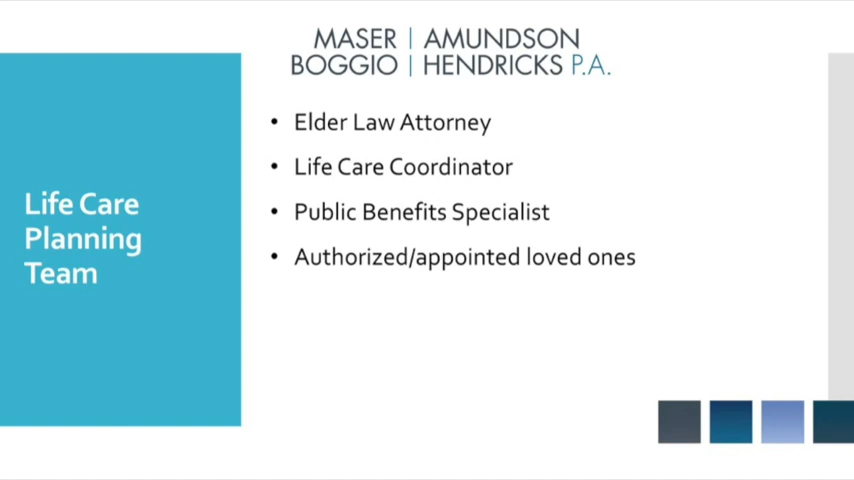 MASER | AMUNDSON
BOGGIO | HENDRICKS P.A.
Life Care
Planning
Team
• Elder Law Attorney
• Life Care Coordinator
• Public Benefits Specialist
• Authorized/appointed loved ones